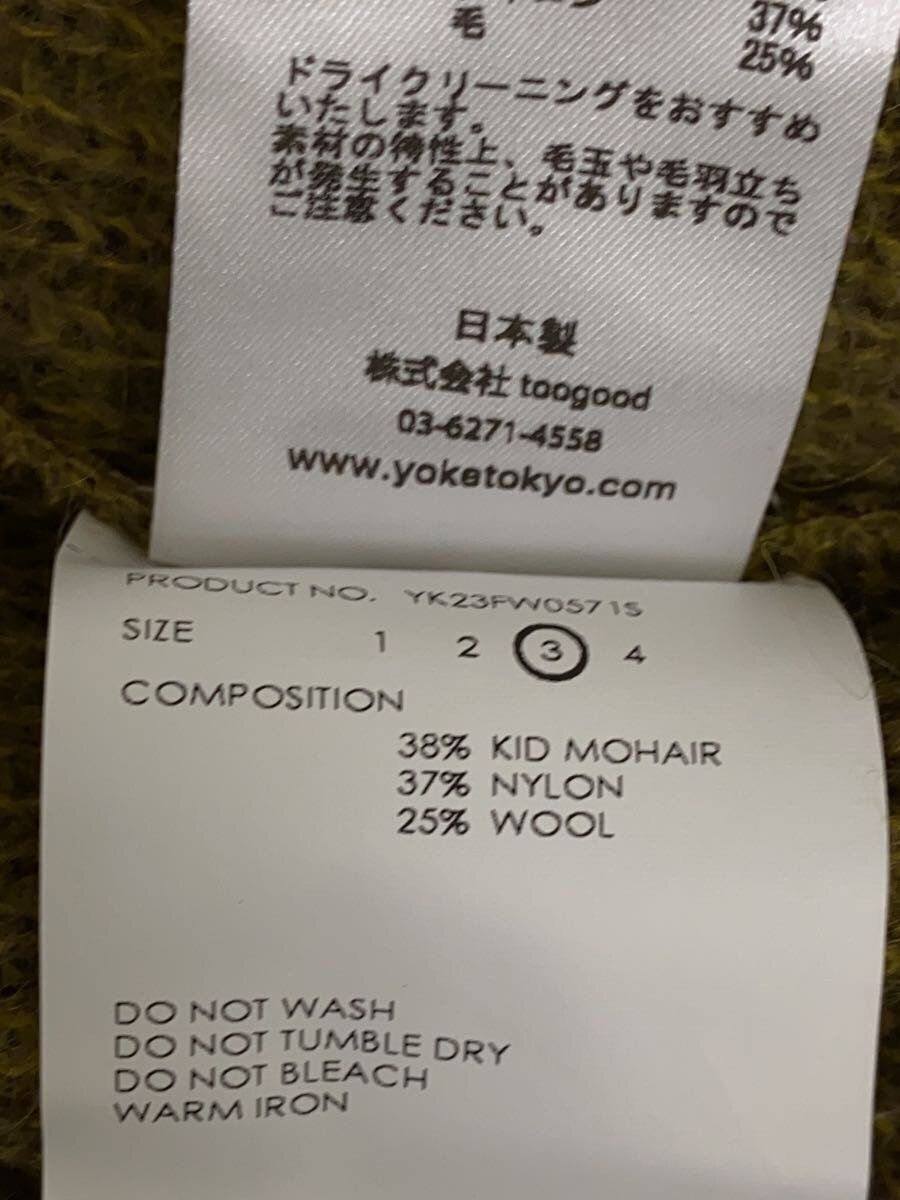 37%
毛 25%
ドライクリーニングをおすすめ
いたします。
素材の特性上、毛玉や毛羽立ち
が発生することがありますので
ご注意ください。
日本製
株式会社 toogood
03-6271-4558
www.yoketokyo.com
PRODUCT NO. YK23FW0571S
SIZE 1 2 3 4
COMPOSITION
38% KID MOHAIR
37% NYLON
25% WOOL
DO NOT WASH
DO NOT TUMBLE DRY
DO NOT BLEACH
WARM IRON